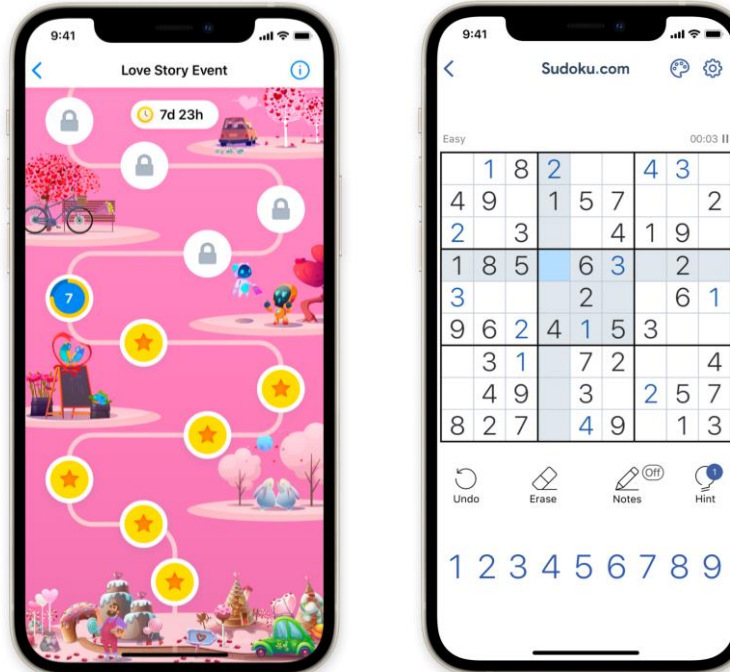 9:41
Love Story Event
7d 23h
7
9:41
Sudoku.com
Easy 00:03
1 8 2 4 3
4 9 1 5 7 2
2 3 4 1 9
1 8 5 6 3 2
3 2 6 1
9 6 2 4 1 5 3
3 1 7 2 4
4 9 3 2 5 7
8 2 7 4 9 1 3
Off 1
Undo Erase Notes Hint
1 2 3 4 5 6 7 8 9